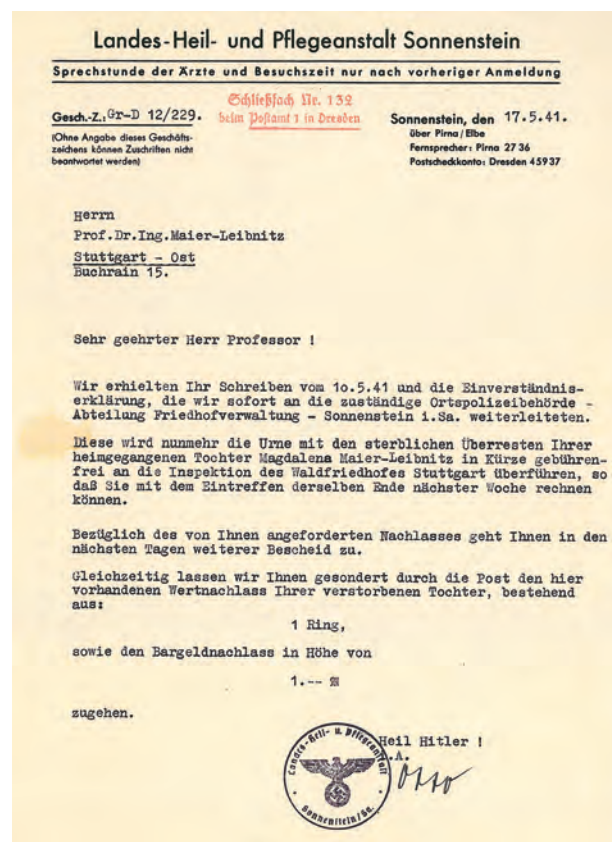 Landes-Heil- und Pflegeanstalt Sonnenstein
Sprechstunde der Ärzte und Besuchszeit nur nach vorheriger Anmeldung
Schließfach Nr. 132
beim Postamt 1 in Dresden
Gesch.-Z.: Gr-D 12/229.
(Ohne Angabe dieses Geschäfts-
zeichens können Zuschriften nicht
beantwortet werden)
Sonnenstein, den 17.5.41.
über Pirna / Elbe
Fernsprecher: Pirna 27 36
Postscheckkonto: Dresden 45937
Herrn
Prof.Dr.Ing.Maier-Leibnitz
Stuttgart - Ost
Buchrain 15.
Sehr geehrter Herr Professor !
Wir erhielten Ihr Schreiben vom 1o.5.41 und die Einverständnis-
erklärung, die wir sofort an die zuständige Ortspolizeibehörde -
Abteilung Friedhofverwaltung - Sonnenstein i.Sa. weiterleiteten.
Diese wird nunmehr die Urne mit den sterblichen Überresten Ihrer
heimgegangenen Tochter Magdalena Maier-Leibnitz in Kürze gebühren-
frei an die Inspektion des Waldfriedhofes Stuttgart überführen, so
daß Sie mit dem Eintreffen derselben Ende nächster Woche rechnen
können.
Bezüglich des von Ihnen angeforderten Nachlasses geht Ihnen in den
nächsten Tagen weiterer Bescheid zu.
Gleichzeitig lassen wir Ihnen gesondert durch die Post den hier
vorhandenen Wertnachlass Ihrer verstorbenen Tochter, bestehend
aus:
1 Ring,
sowie den Bargeldnachlass in Höhe von
1.-- ℛℳ
zugehen.
Heil Hitler !
.A.
Landes-Heil- u. Pflegeanstalt
Sonnenstein/Sa.